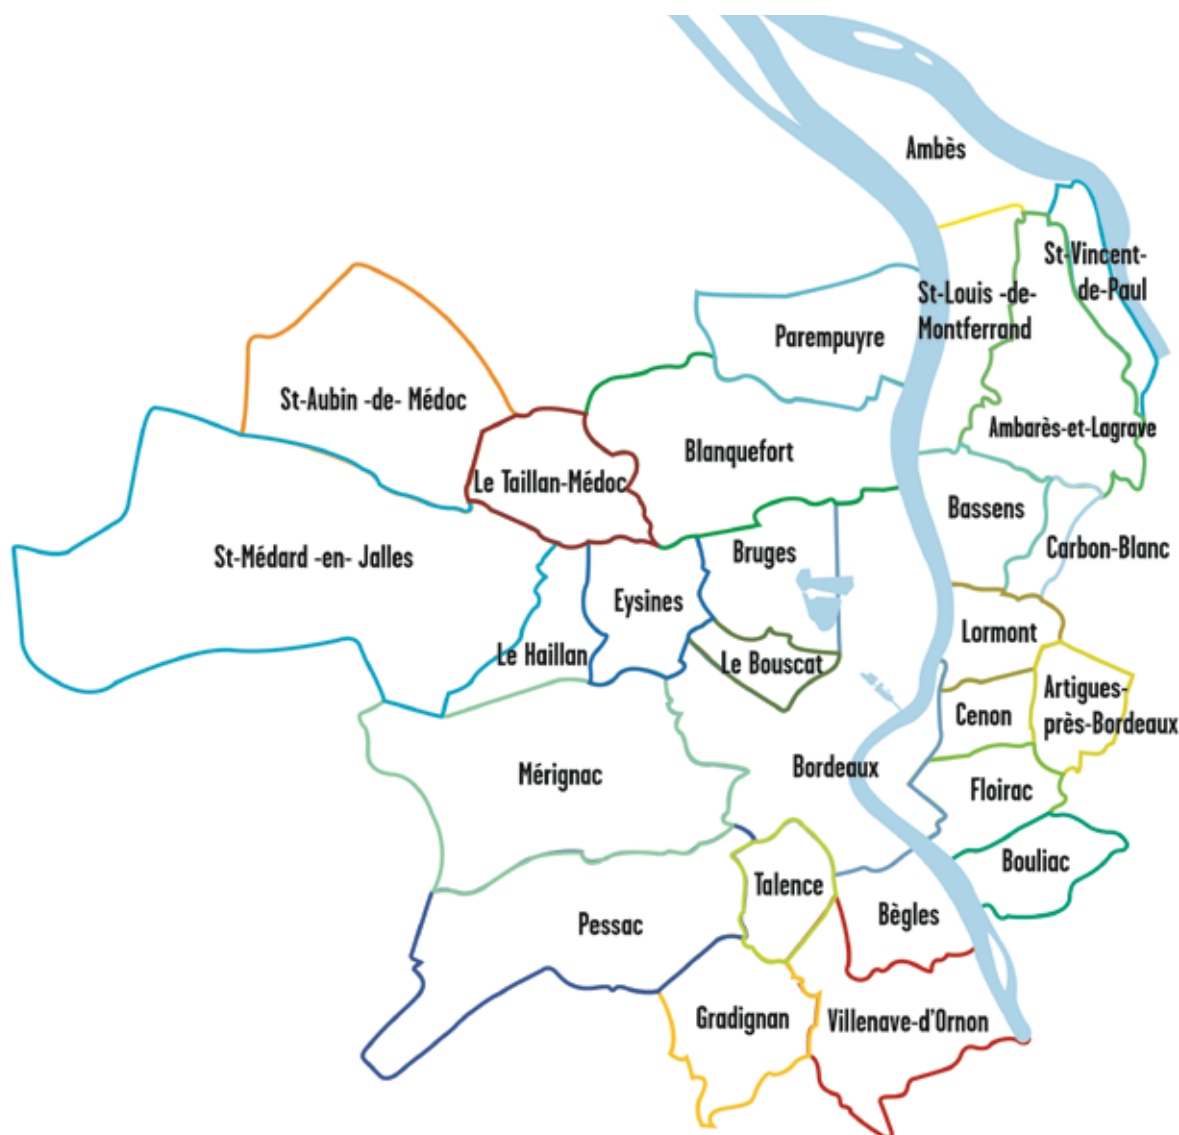 Ambès
St-Vincent-
de-Paul
St-Louis -de-
Montferrand
Parempuyre
St-Aubin -de- Médoc
Ambarès-et-Lagrave
Blanquefort
Le Taillan-Médoc
Bassens
St-Médard -en- Jalles
Bruges
Carbon-Blanc
Eysines
Lormont
Le Haillan
Le Bouscat
Artigues-
près-Bordeaux
Cenon
Mérignac
Bordeaux
Floirac
Bouliac
Talence
Bègles
Pessac
Gradignan
Villenave-d'Ornon